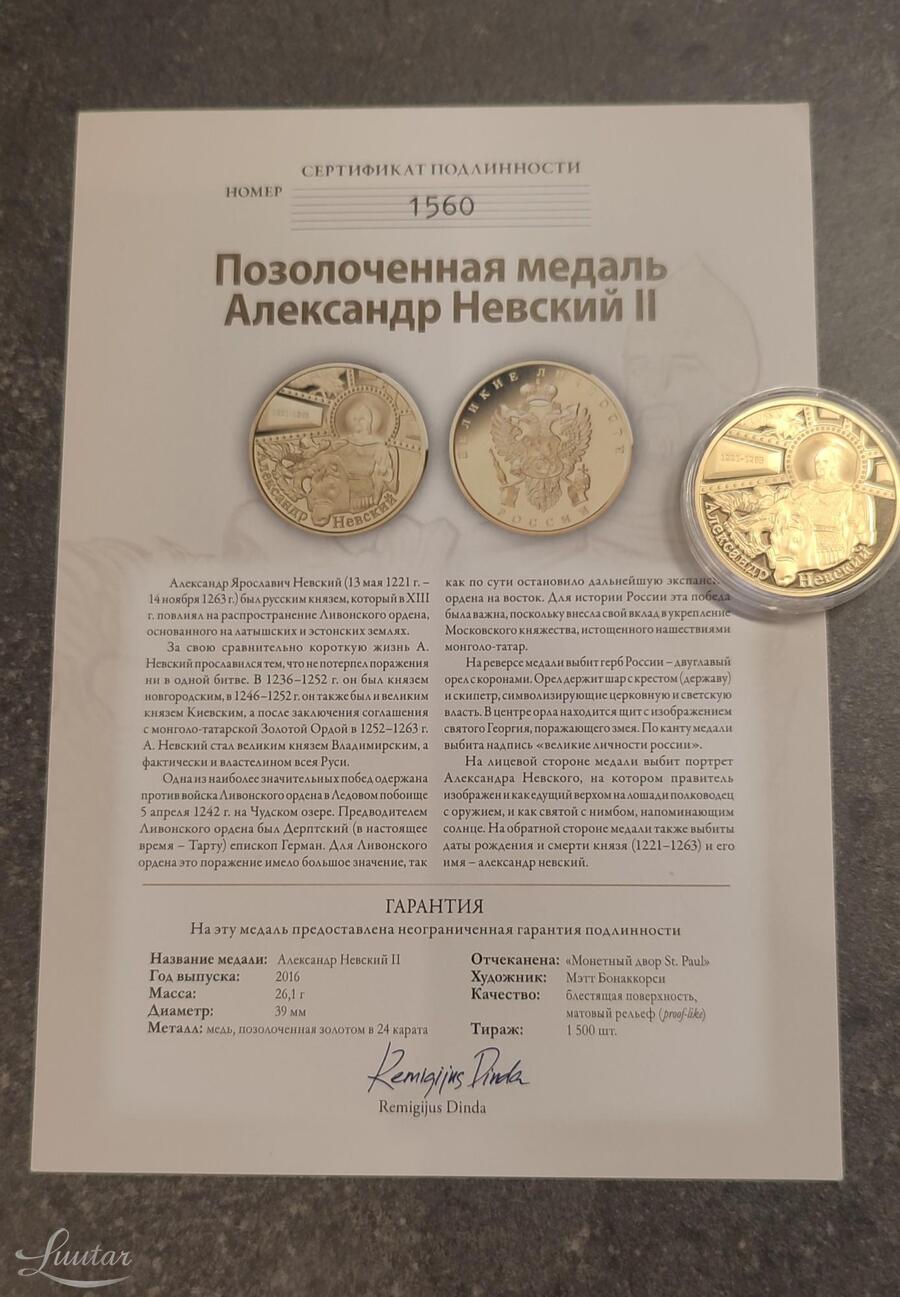 СЕРТИФИКАТ ПОДЛИННОСТИ
НОМЕР
1560
Позолоченная медаль
Александр Невский II
1221-1263
Александр Невский
ВЕЛИКИЕ
РОССИИ
1221-1263
Александр Невский
Александр Ярославич Невский (13 мая 1221 г. –
14 ноября 1263 г.) был русским князем, который в XIII
г. повлиял на распространие Ливонского ордена,
основанного на латышских и эстонских землях.
За свою сравнительно короткую жизнь А.
Невский прославился тем, что не потерпел поражения
ни в одной битве. В 1236–1252 г. он был князем
новгородским, в 1246–1252 г. он также был и великим
князем Киевским, а после заключения соглашения
с монголо-татарской Золотой Ордой в 1252–1263 г.
А. Невский стал великим князем Владимирским, а
фактически и властелином всея Руси.
Одна из наиболее значительных побед одержана
против войска Ливонского ордена в Ледовом побоище
5 апреля 1242 г. на Чудском озере. Предводителем
Ливонского ордена был Дерптский (в настоящее
время – Тарту) епископ Герман. Для Ливонского
ордена это поражение имело большое значение, так
как по сути остановило дальнейшую
ордена на восток. Для истории России эта победа
была важна, поскольку внесла свой вклад в укрепление
Московского княжества, истощенного нашествиями
монголо-татар.
На реверсе медали выбит герб России – двуглавый
орел с коронами. Орел держит шар с крестом (державу)
и скипетр, символизирующие церковную и светскую
власть. В центре орла находится щит с изображением
святого Георгия, поражающего змея. По канту медали
выбита надпись «великие личности россии».
На лицевой стороне медали выбит портрет
Александра Невского, на котором правитель
изображен и как едущий верхом на лошади полководец
с оружием, и как святой с нимбом, напоминающим
солнце. На обратной стороне медали также выбиты
даты рождения и смерти князя (1221–1263) и его
имя – александр невский.
ГАРАНТИЯ
На эту медаль предоставлена неограниченная гарантия подлинности
Название медали: Александр Невский II
Год выпуска: 2016
Масса: 26,1 г
Диаметр: 39 мм
Металл: медь, позолоченная золотом в 24 карата
Отчеканена: «Монетный двор St. Paul»
Художник: Мэтт Бонаккорси
Качество: блестящая поверхность,
матовый рельеф (proof-like)
Тираж: 1 500 шт.
Remigijus Dinda
Remigijus Dinda
Luutar